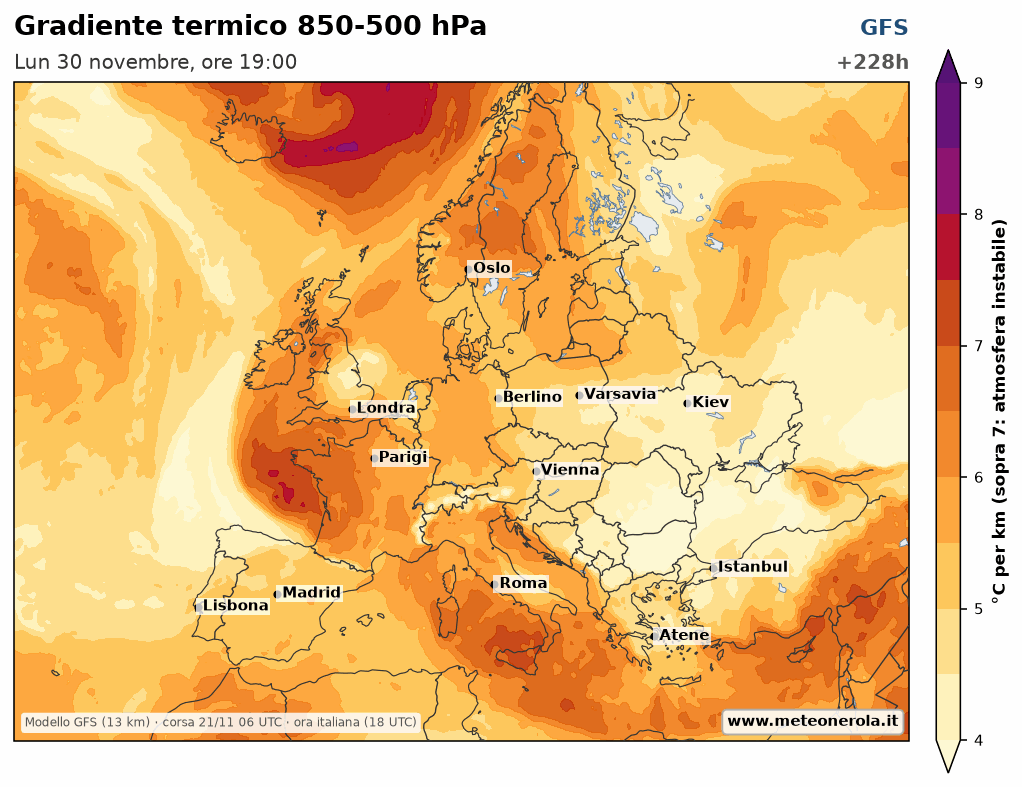 Gradiente termico 850-500 hPa
GFS
Lun 30 novembre, ore 19:00
+228h
Oslo
Londra
Berlino
Varsavia
Kiev
Parigi
Vienna
Istanbul
Roma
Madrid
Lisbona
Atene
Modello GFS (13 km) · corsa 21/11 06 UTC · ora italiana (18 UTC)
www.meteonerola.it
9
8
7
6
5
4
°C per km (sopra 7: atmosfera instabile)